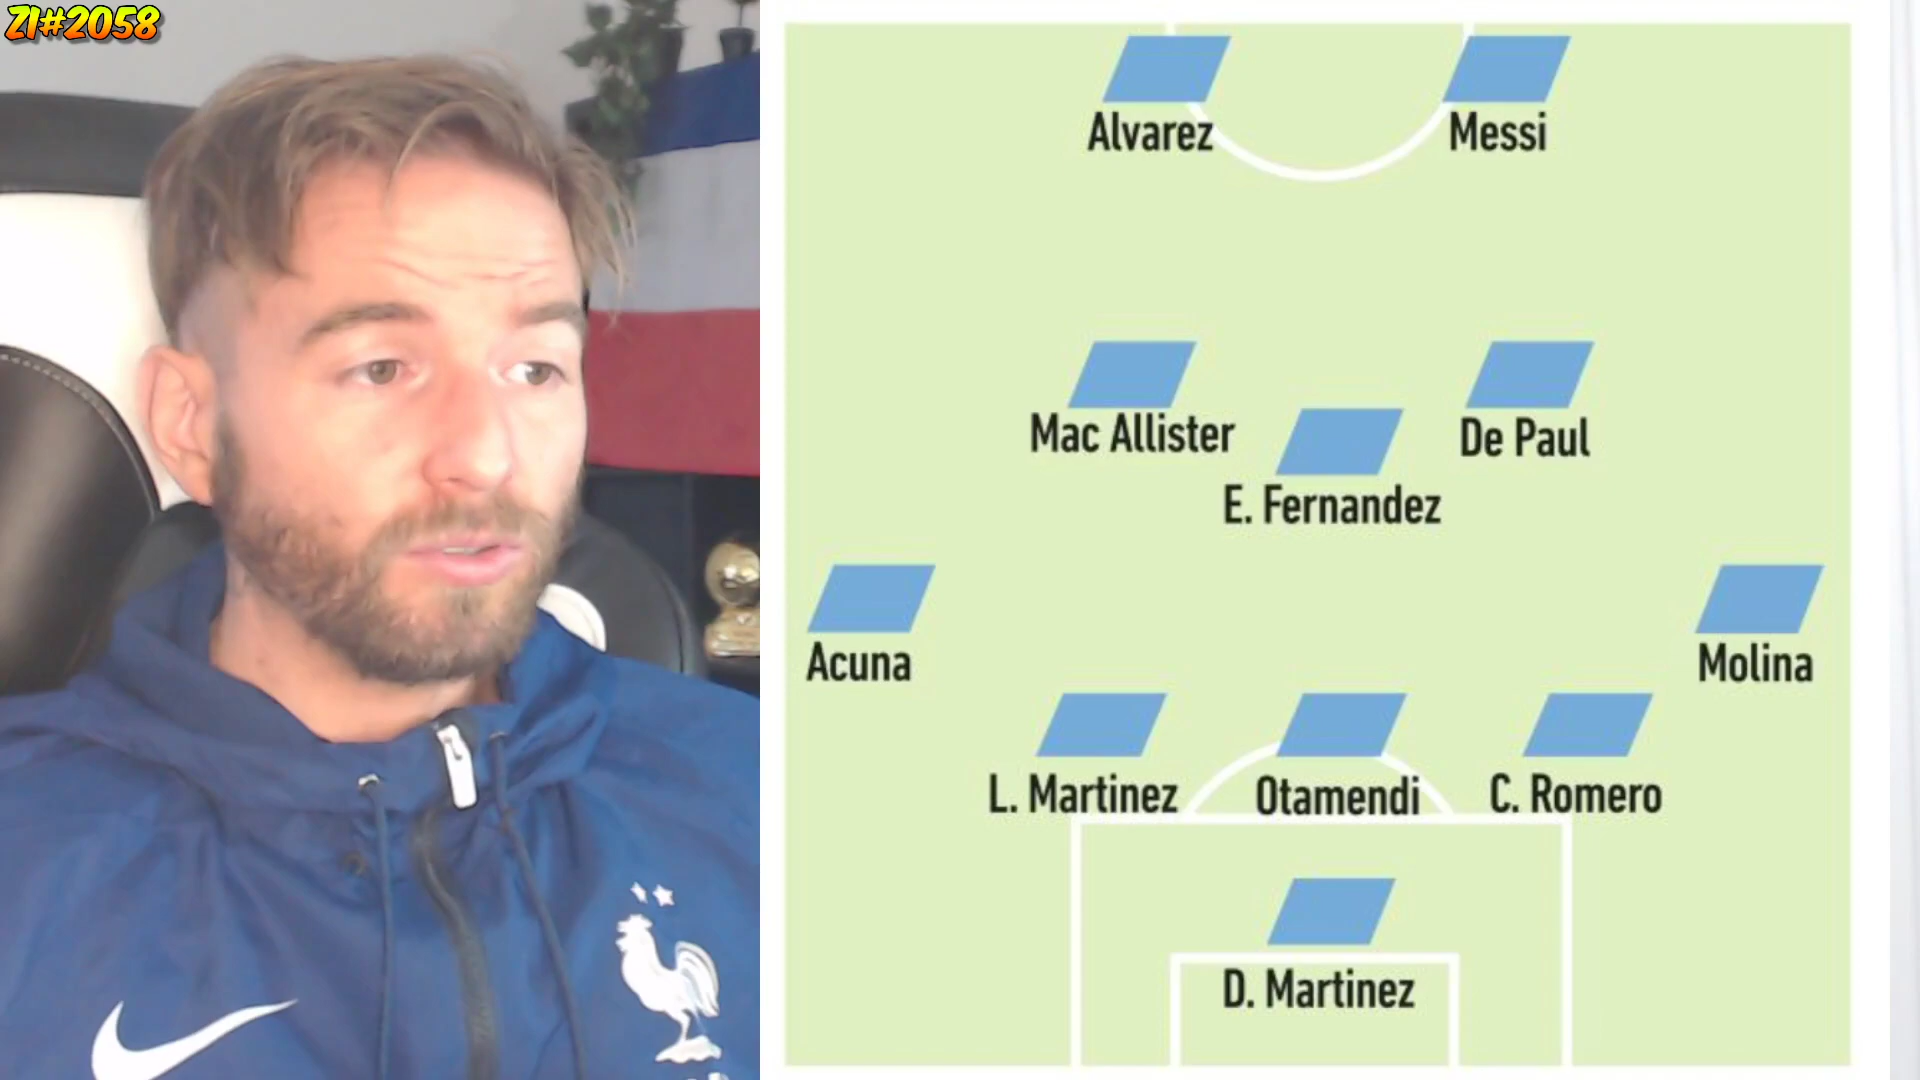 ZI#2058
Alvarez
Messi
Mac Allister
De Paul
E. Fernandez
Acuna
Molina
L. Martinez
Otamendi
C. Romero
D. Martinez